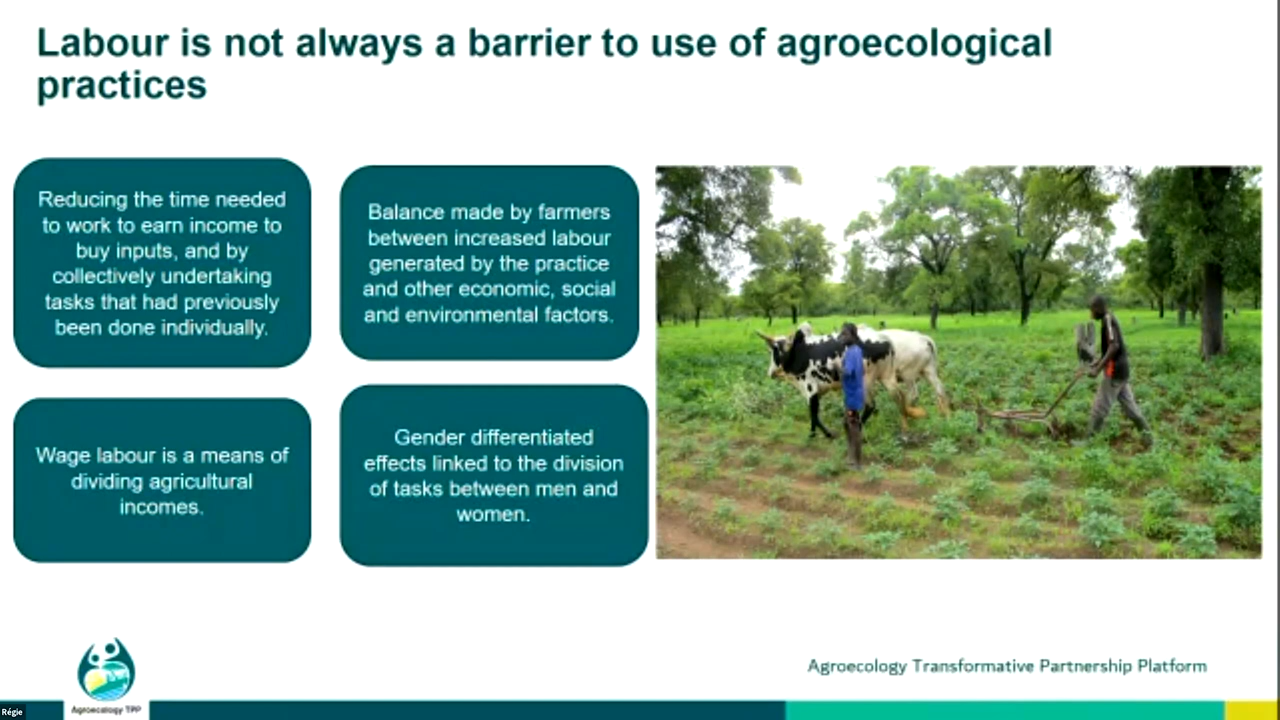 Labour is not always a barrier to use of agroecological
practices
Reducing the time needed
to work to earn income to
buy inputs, and by
collectively undertaking
tasks that had previously
been done individually.
Balance made by farmers
between increased labour
generated by the practice
and other economic, social
and environmental factors.
Wage labour is a means of
dividing agricultural
incomes.
Gender differentiated
effects linked to the division
of tasks between men and
women.
Agroecology Transformative Partnership Platform
Agroecology TPP
Régie